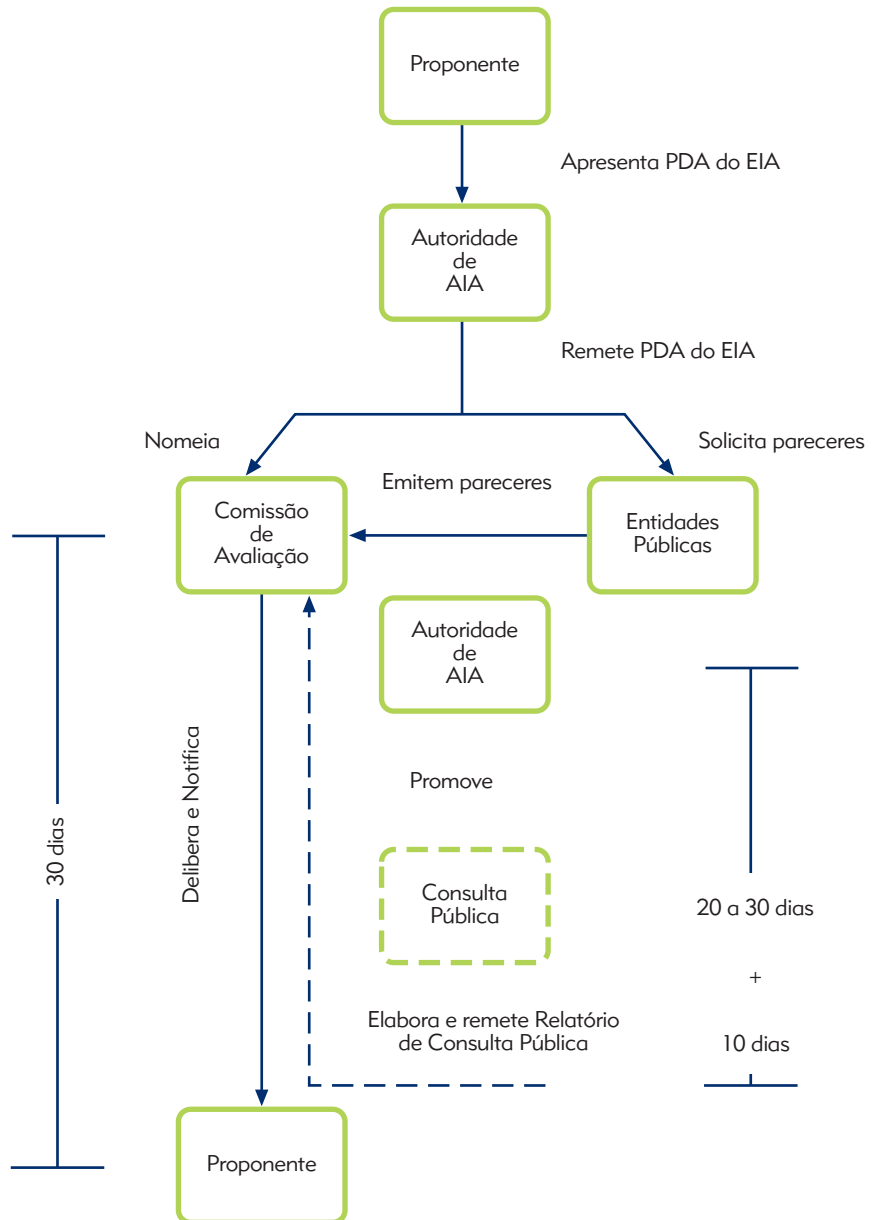 Proponente
Apresenta PDA do EIA
Autoridade
de
AIA
Remete PDA do EIA
Nomeia
Solicita pareceres
Emitem pareceres
Comissão
de
Avaliação
Entidades
Públicas
Autoridade
de
AIA
Promove
Delibera e Notifica
30 dias
Consulta
Pública
20 a 30 dias
+
10 dias
Elabora e remete Relatório
de Consulta Pública
Proponente